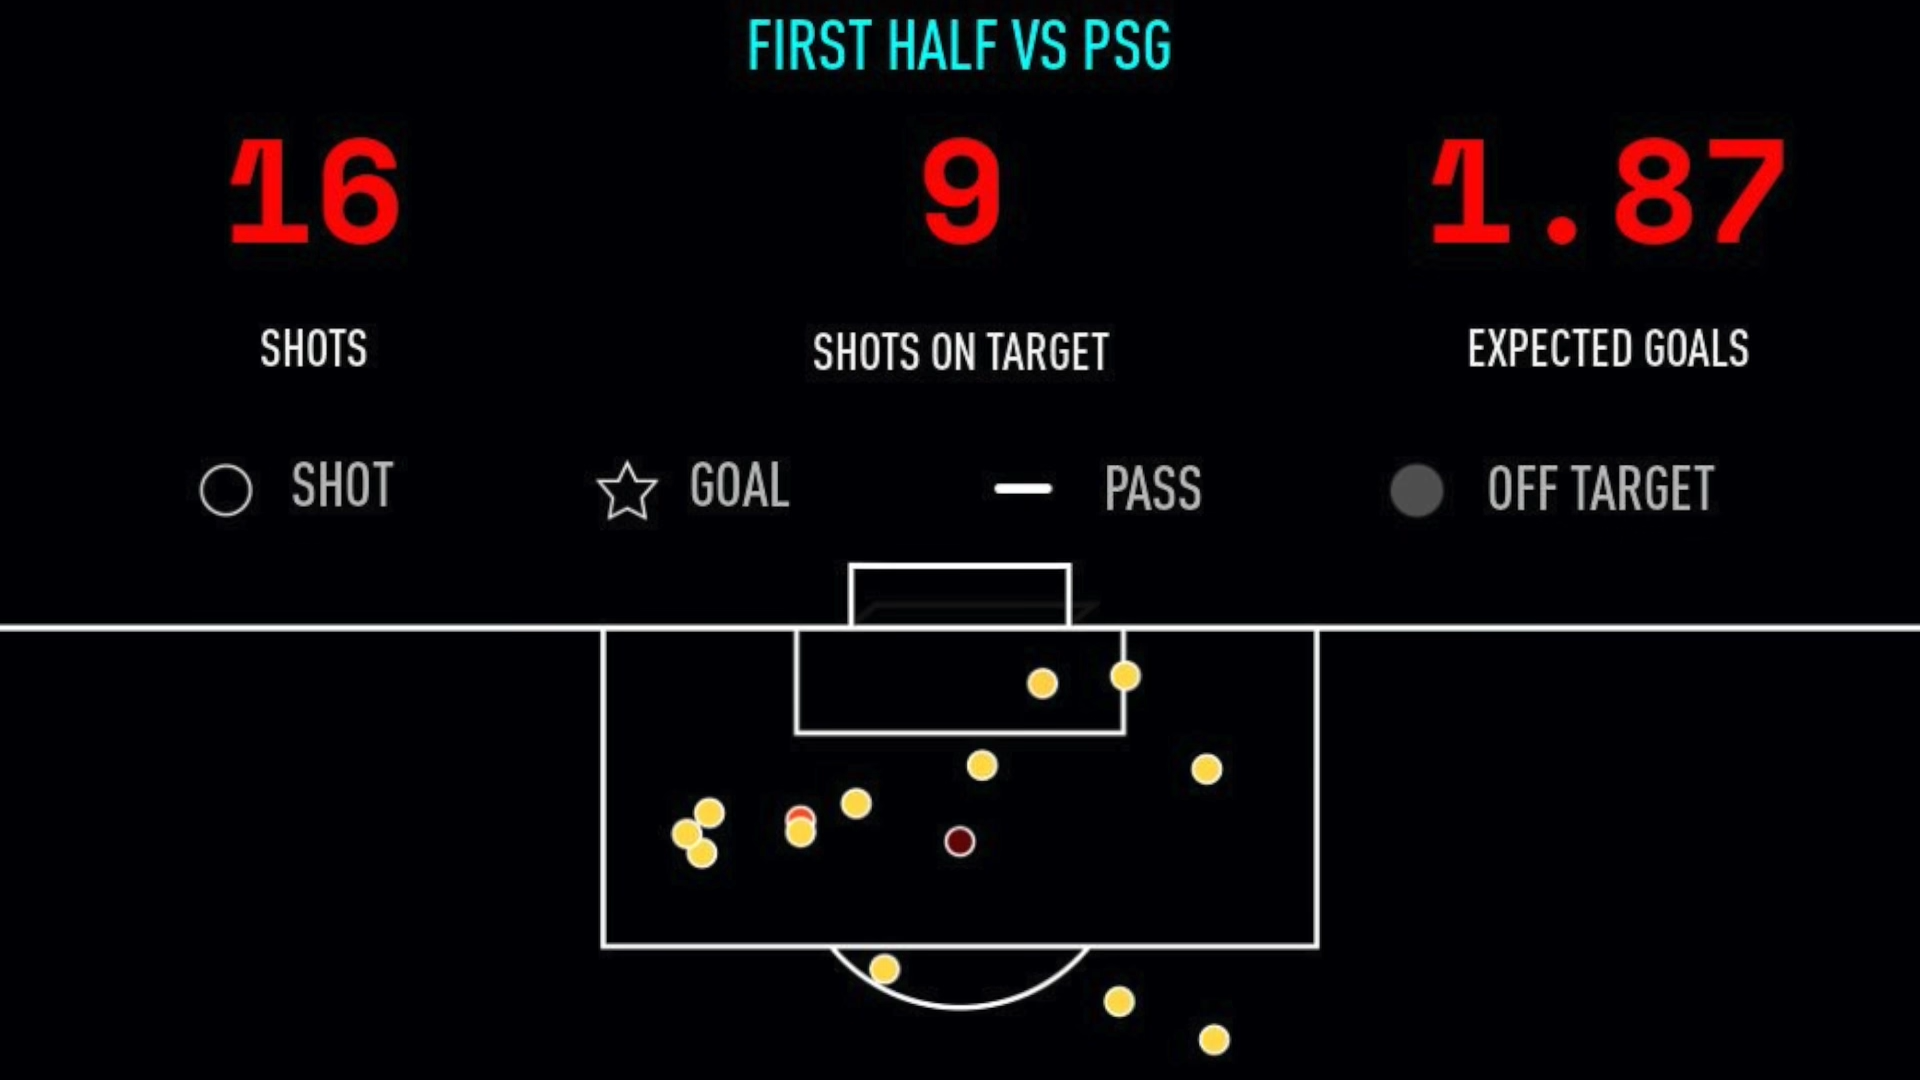 FIRST HALF VS PSG
16 9 1.87
SHOTS SHOTS ON TARGET EXPECTED GOALS
SHOT GOAL PASS OFF TARGET